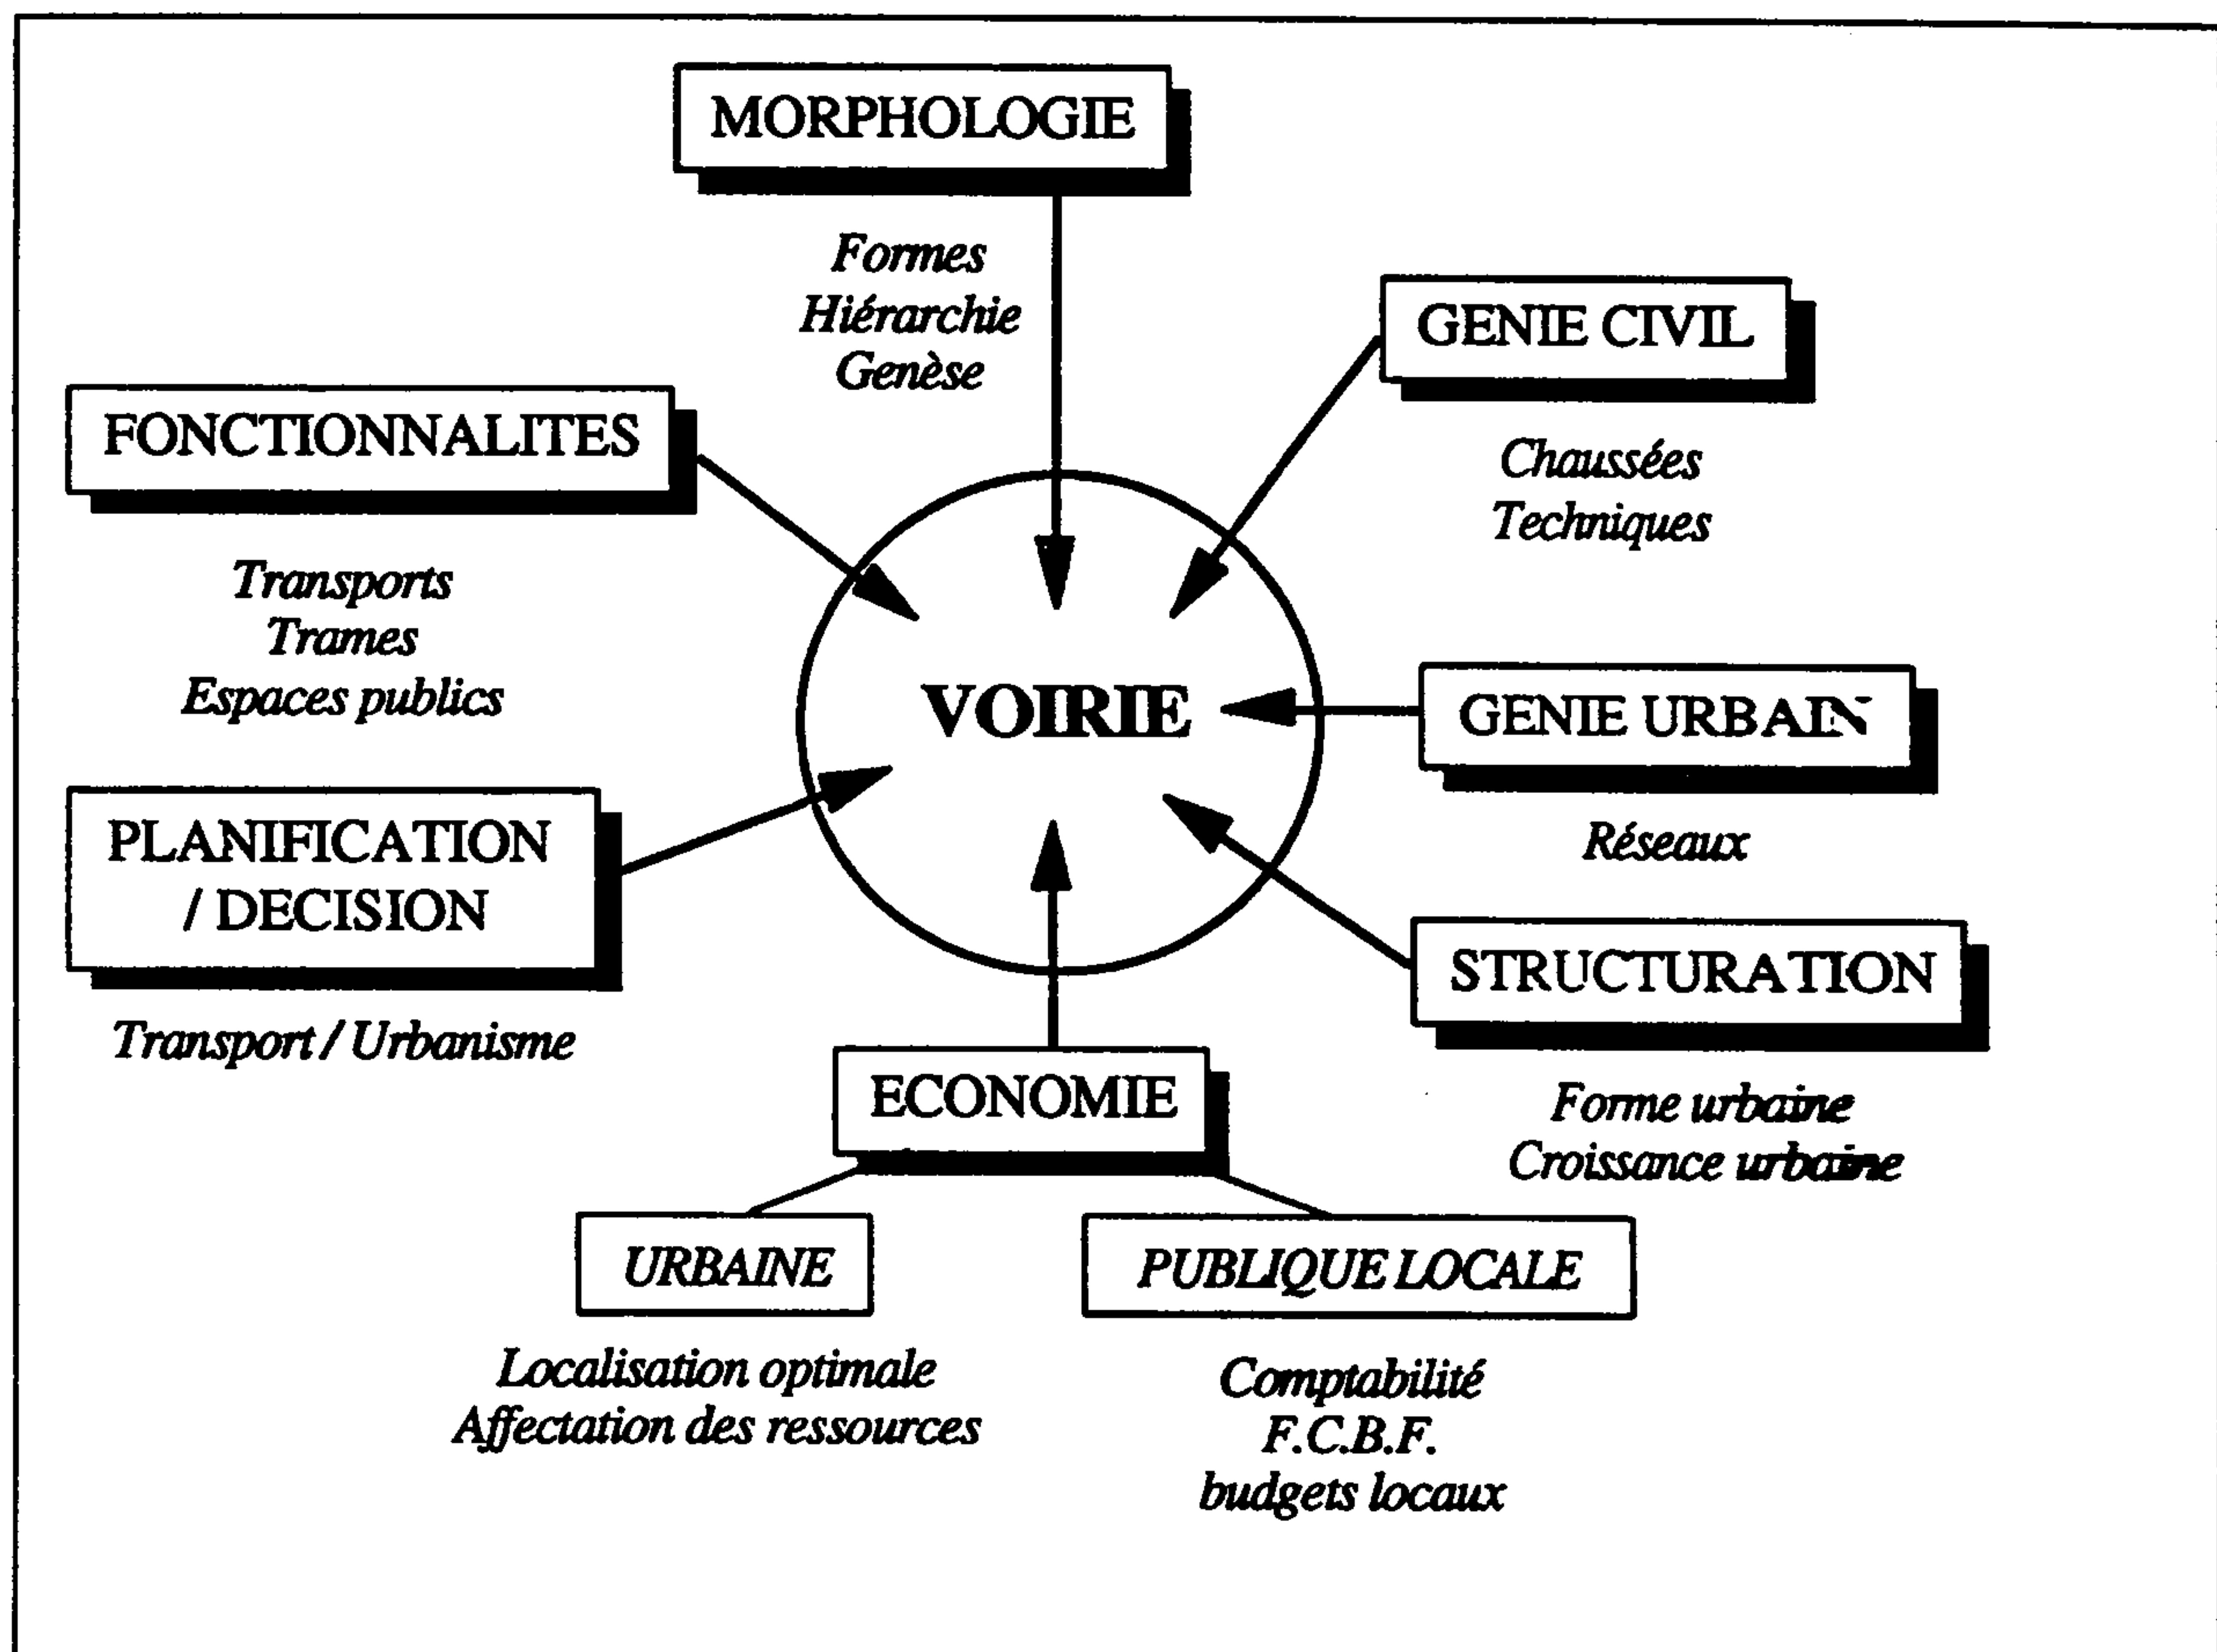 MORPHOLOGIE
Formes
Hiérarchie
Genèse
GENIE CIVIL
Chaussées
Techniques
FONCTIONNALITES
Transports
Trames
Espaces publics
VOIRIE
GENIE URBAIN
Réseaux
PLANIFICATION
/ DECISION
Transport / Urbanisme
STRUCTURATION
Forme urbaine
Croissance urbaine
ECONOMIE
URBAINE
Localisation optimale
Affectation des ressources
PUBLIQUE LOCALE
Comptabilité
F.C.B.F.
budgets locaux